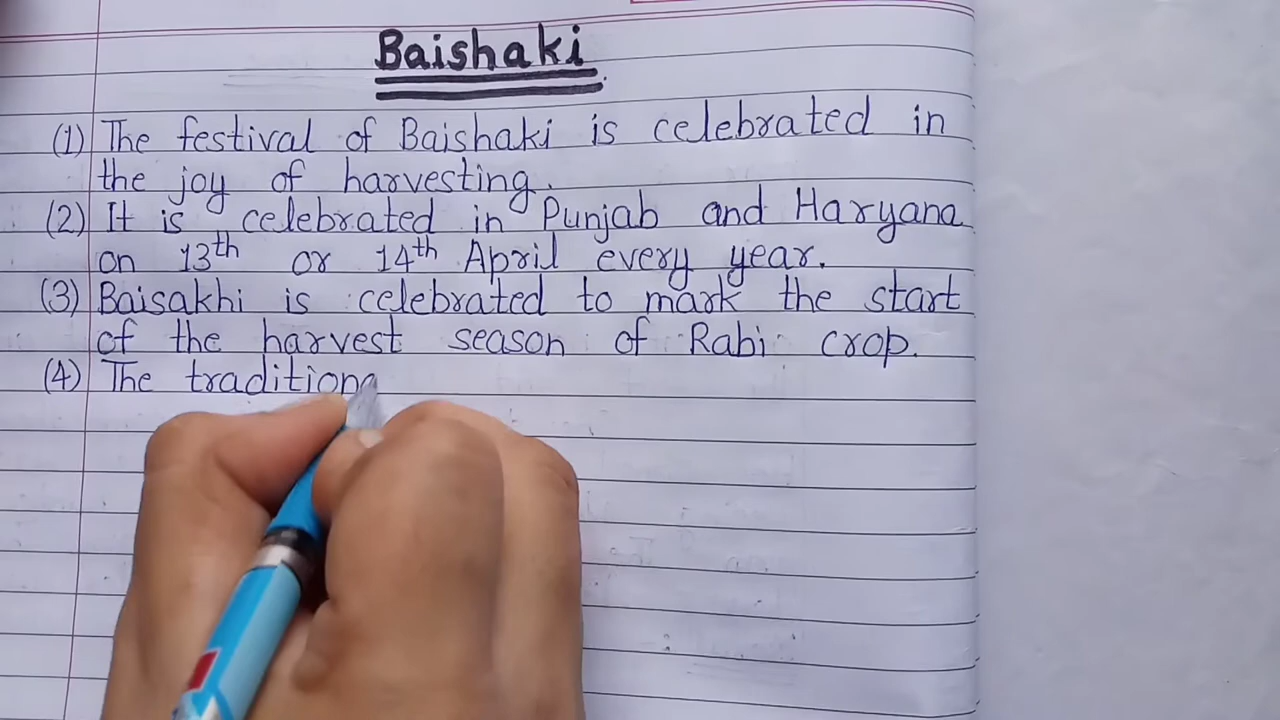 Baishaki
(1) The festival of Baishaki is celebrated in
the joy of harvesting.
(2) It is celebrated in Punjab and Haryana
on 13th or 14th April every year.
(3) Baisakhi is celebrated to mark the start
of the harvest season of Rabi crop.
(4) The tradition